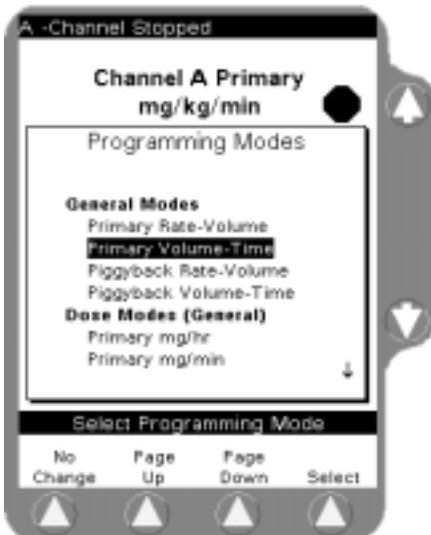 A -Channel Stopped
Channel A Primary
mg/kg/min
Programming Modes
General Modes
Primary Rate-Volume
Primary Volume-Time
Piggyback Rate-Volume
Piggyback Volume-Time
Dose Modes (General)
Primary mg/hr
Primary mg/min
↓
Select Programming Mode
No Change
Page Up
Page Down
Select